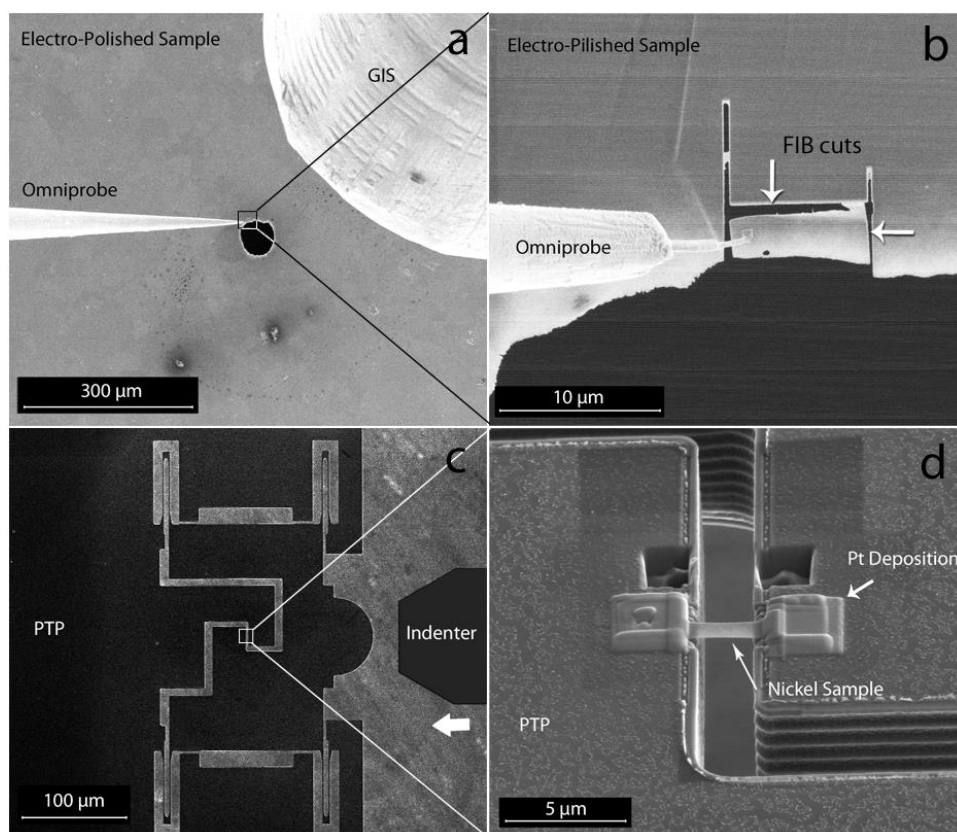 Electro-Polished Sample
a
GIS
Omniprobe
300 µm
Electro-Pilished Sample
b
FIB cuts
Omniprobe
10 µm
c
PTP
Indenter
100 µm
d
Pt Deposition
Nickel Sample
PTP
5 µm